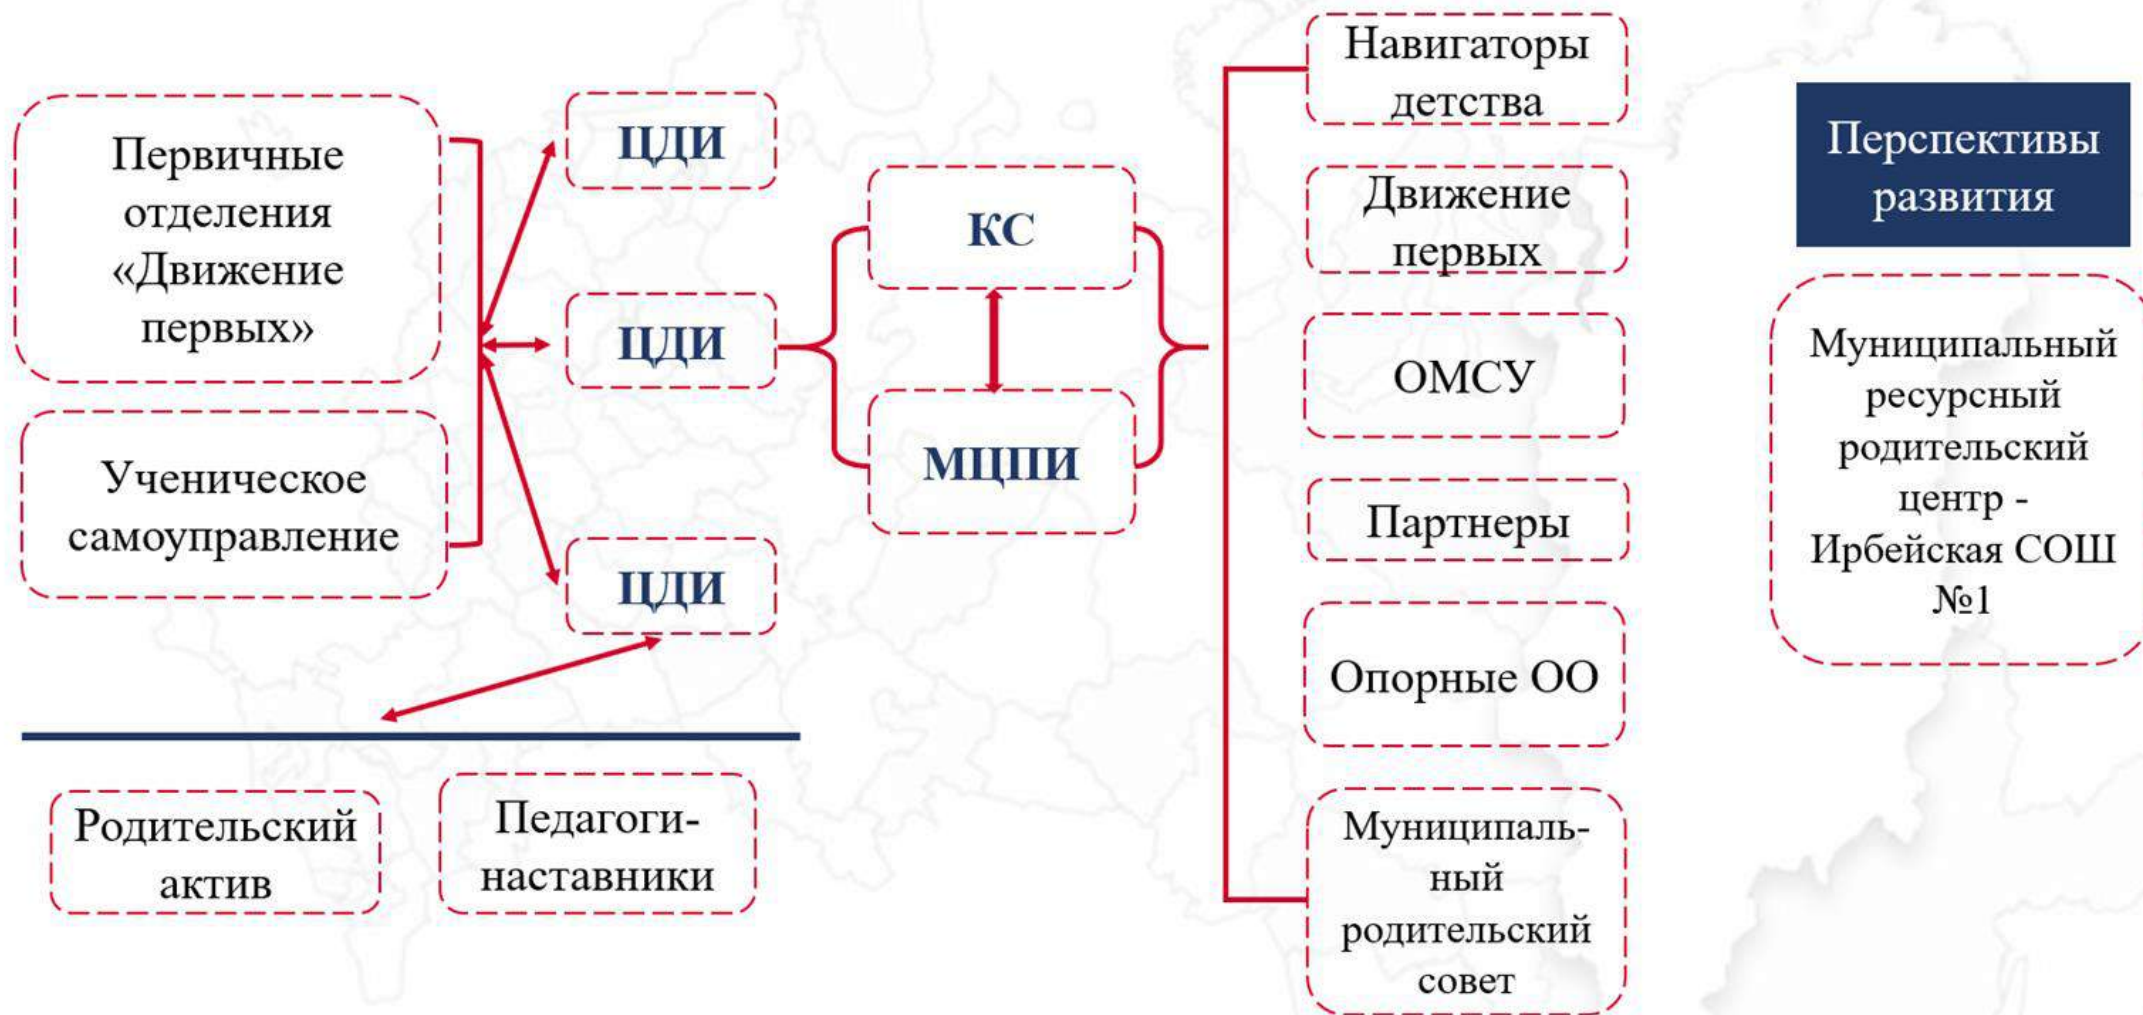 Первичные
отделения
«Движение
первых»
Ученическое
самоуправление
ЦДИ
ЦДИ
ЦДИ
Родительский
актив
Педагоги-
наставники
КС
МЦПИ
Навигаторы
детства
Движение
первых
ОМСУ
Партнеры
Опорные ОО
Муниципаль-
ный
родительский
совет
Перспективы
развития
Муниципальный
ресурсный
родительский
центр -
Ирбейская СОШ
№1